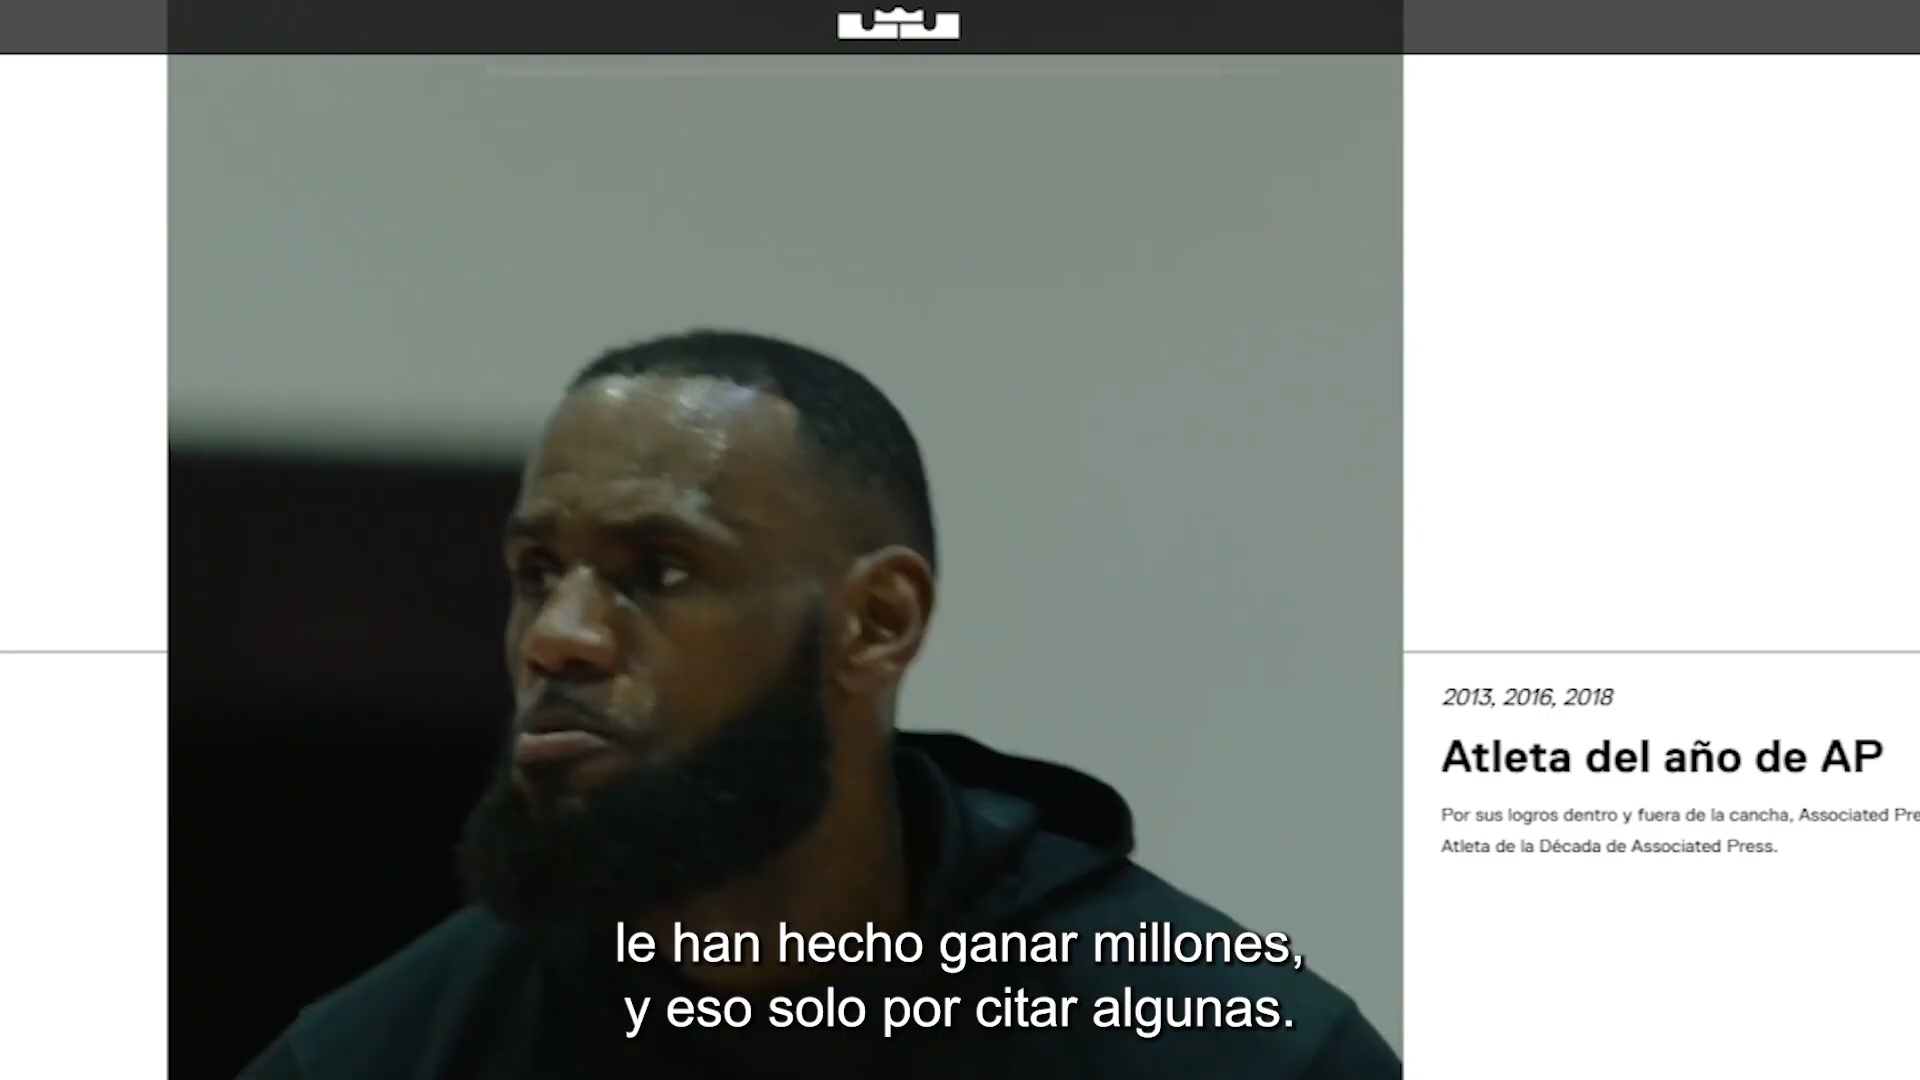 2013, 2016, 2018
Atleta del año de AP
Por sus logros dentro y fuera de la cancha, Associated
Atleta de la Década de Associated Press.
le han hecho ganar millones,
y eso solo por citar algunas.